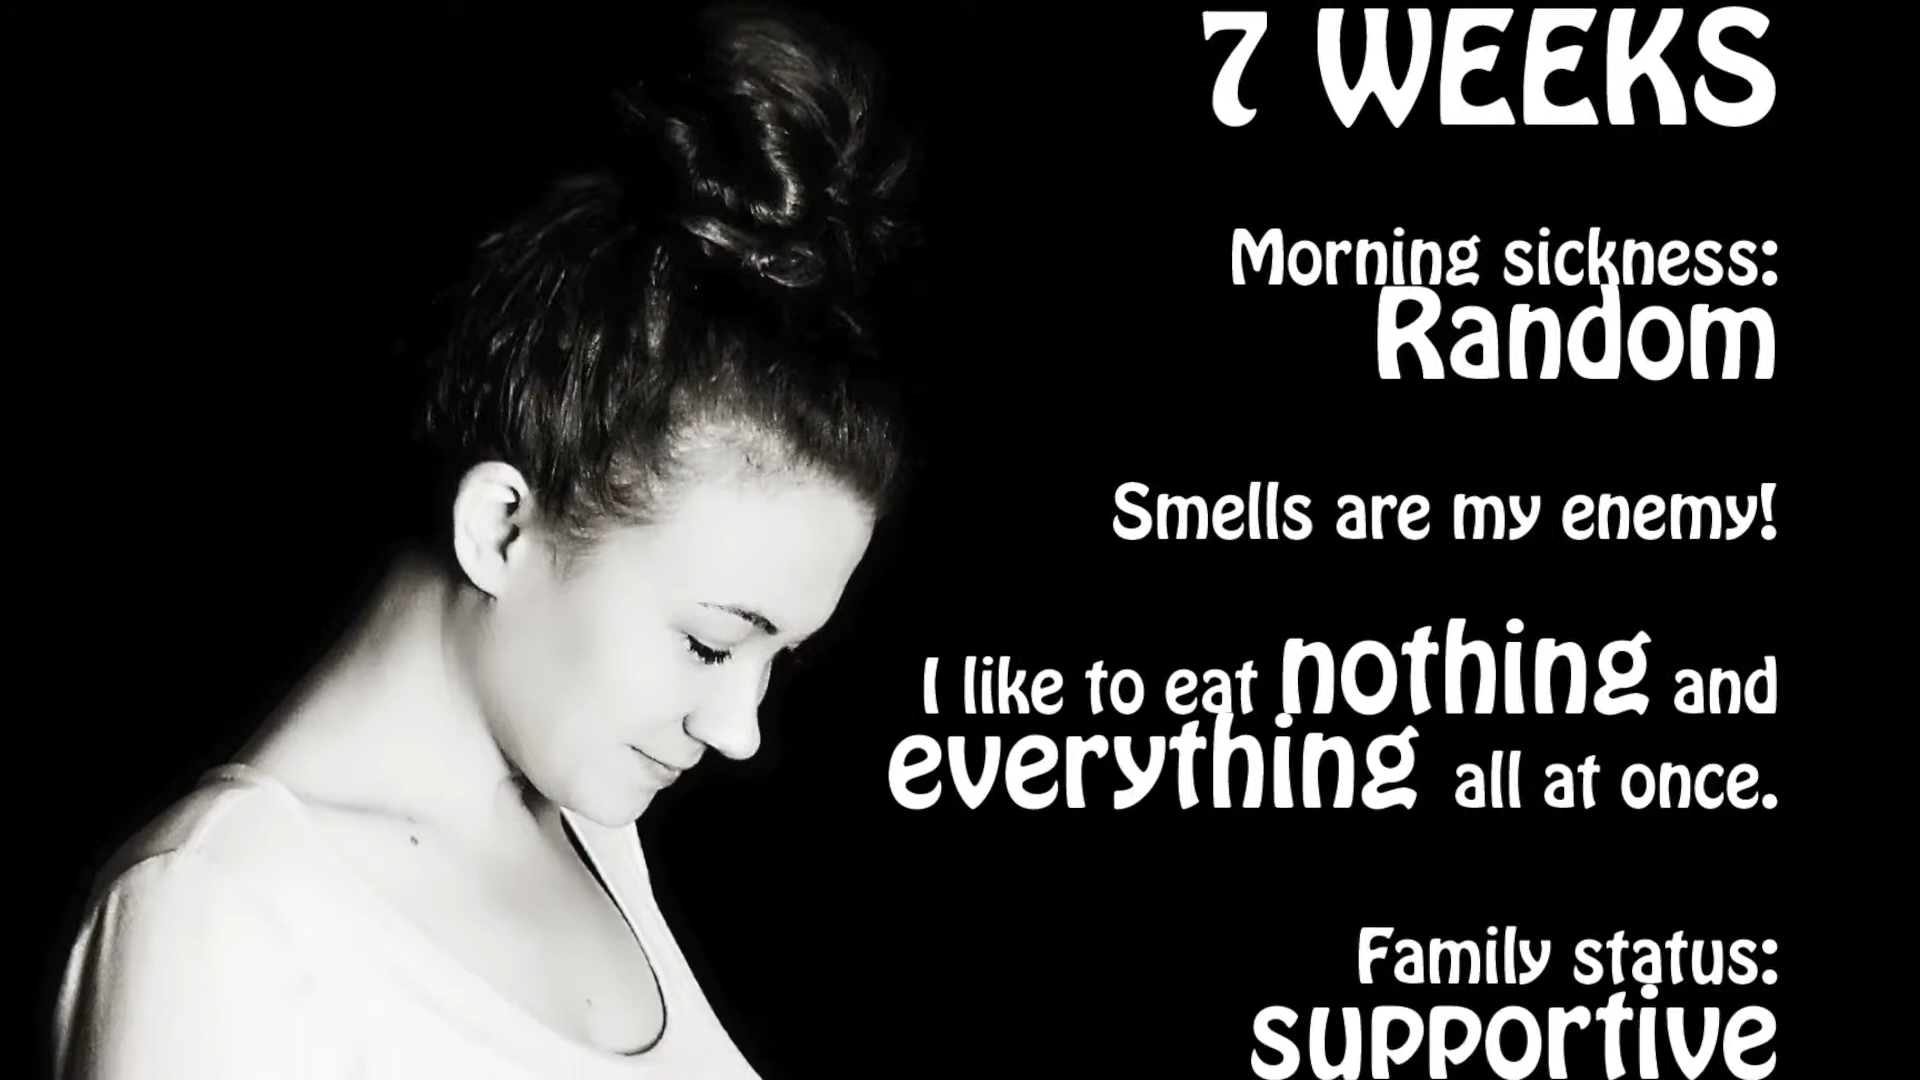 7 WEEKS
Morning sickness:
Random
Smells are my enemy!
I like to eat nothing and
everything all at once.
Family status:
supportive